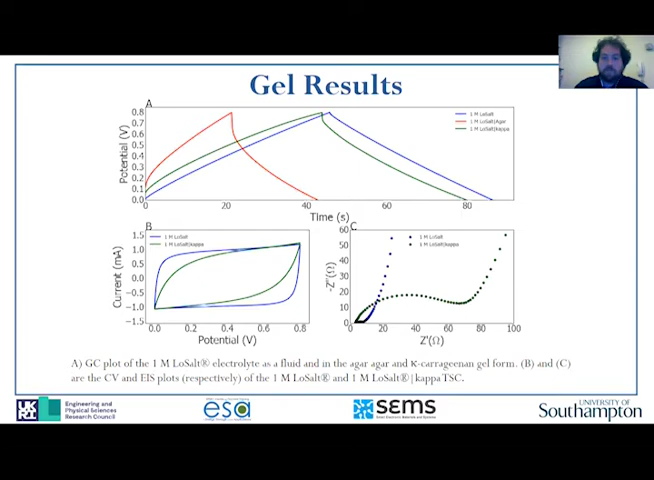 Gel Results
A
0.8
0.7
0.6
0.5
0.4
0.3
0.2
0.1
0.0
Potential (V)
1 M LoSalt
1 M LoSalt|Agar
1 M LoSalt|kappa
0 20 40 60 80
Time (s)
B
1.5
1.0
0.5
0.0
−0.5
−1.0
−1.5
Current (mA)
1 M LoSalt
1 M LoSalt|kappa
0.0 0.2 0.4 0.6 0.8
Potential (V)
C
60
50
40
30
20
10
0
-Z"(Ω)
1 M LoSalt
1 M LoSalt|kappa
0 20 40 60 80 100
Z'(Ω)
A) GC plot of the 1 M LoSalt® electrolyte as a fluid and in the agar agar and κ-carrageenan gel form. (B) and (C)
are the CV and EIS plots (respectively) of the 1 M LoSalt® and 1 M LoSalt®|kappa TSC.
UK
RI
Engineering and
Physical Sciences
Research Council
esa
SEMS
UNIVERSITY OF
Southampton